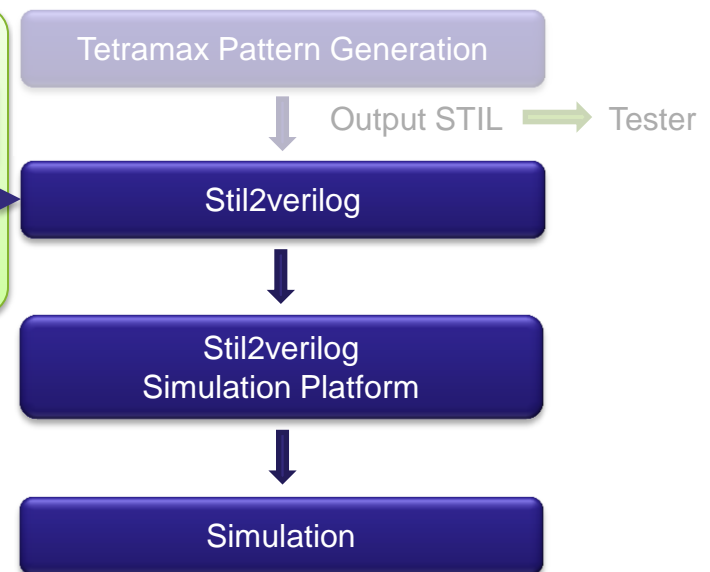 Tetramax Pattern Generation
Output STIL
Tester
Stil2verilog
Stil2verilog
Simulation Platform
Simulation